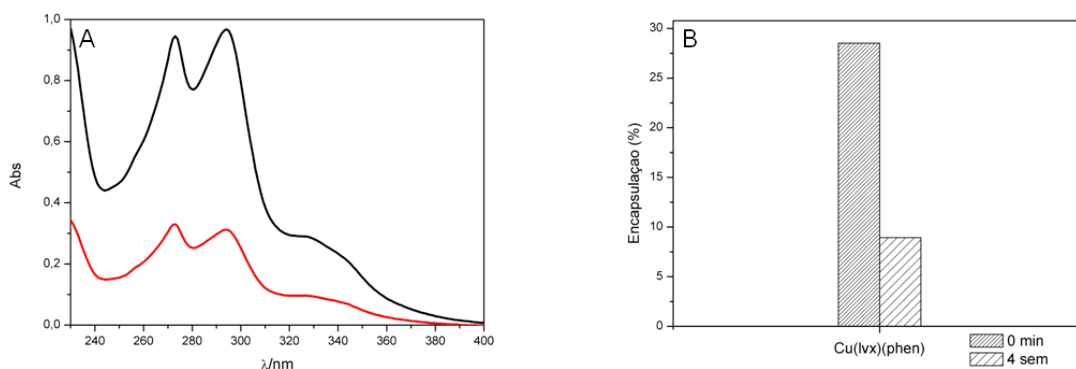 A
1,0
0,8
0,6
0,4
0,2
0,0
Abs
240 260 280 300 320 340 360 380 400
λ/nm
B
30
25
20
15
10
5
0
Encapsulaçao (%)
Cu(lvx)(phen)
0 min
4 sem